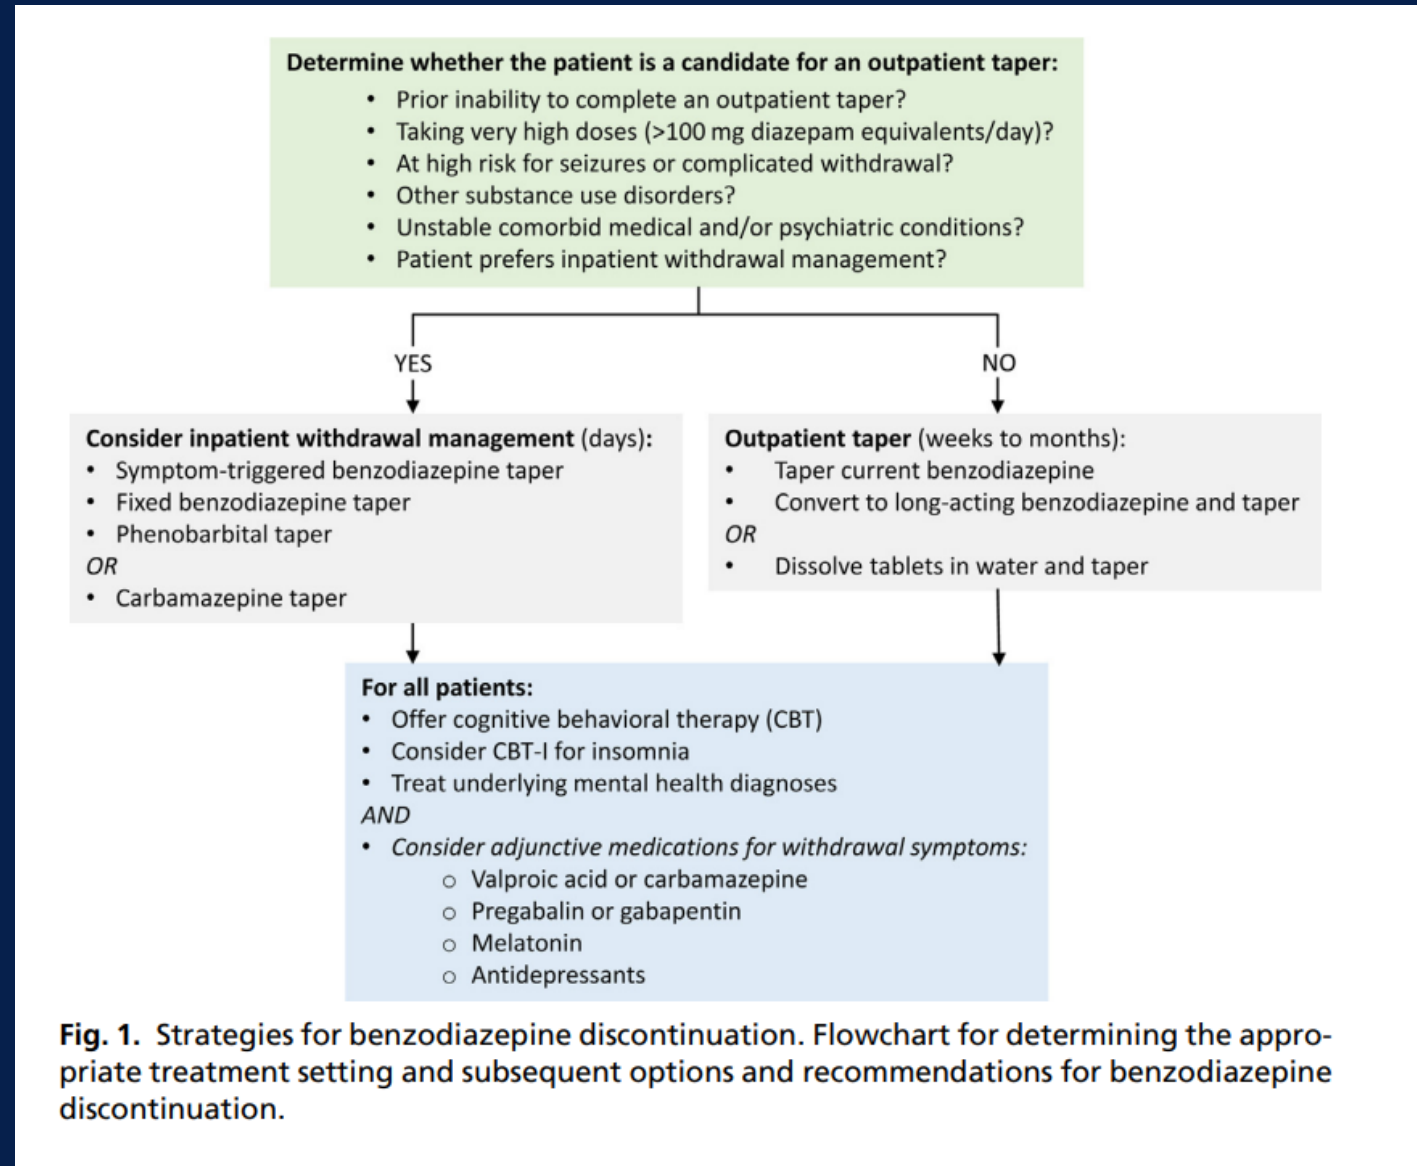 Determine whether the patient is a candidate for an outpatient taper:
• Prior inability to complete an outpatient taper?
• Taking very high doses (>100 mg diazepam equivalents/day)?
• At high risk for seizures or complicated withdrawal?
• Other substance use disorders?
• Unstable comorbid medical and/or psychiatric conditions?
• Patient prefers inpatient withdrawal management?
YES
NO
Consider inpatient withdrawal management (days):
• Symptom-triggered benzodiazepine taper
• Fixed benzodiazepine taper
• Phenobarbital taper
OR
• Carbamazepine taper
Outpatient taper (weeks to months):
• Taper current benzodiazepine
• Convert to long-acting benzodiazepine and taper
OR
• Dissolve tablets in water and taper
For all patients:
• Offer cognitive behavioral therapy (CBT)
• Consider CBT-I for insomnia
• Treat underlying mental health diagnoses
AND
• Consider adjunctive medications for withdrawal symptoms:
o Valproic acid or carbamazepine
o Pregabalin or gabapentin
o Melatonin
o Antidepressants
Fig. 1. Strategies for benzodiazepine discontinuation. Flowchart for determining the appro-
priate treatment setting and subsequent options and recommendations for benzodiazepine
discontinuation.